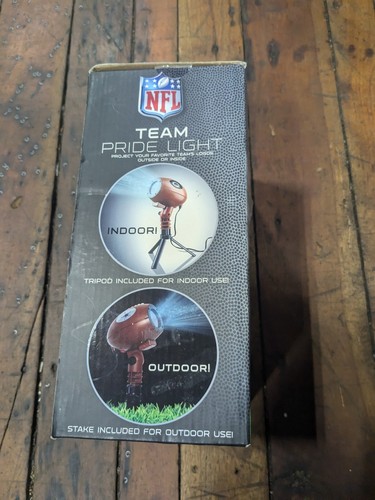 NFL
TEAM
PRIDE LIGHT
PROJECT YOUR FAVORITE TEAM'S LOGO
OUTSIDE OR INSIDE
INDOOR!
TRIPOD INCLUDED FOR INDOOR USE!
OUTDOOR!
STAKE INCLUDED FOR OUTDOOR USE!